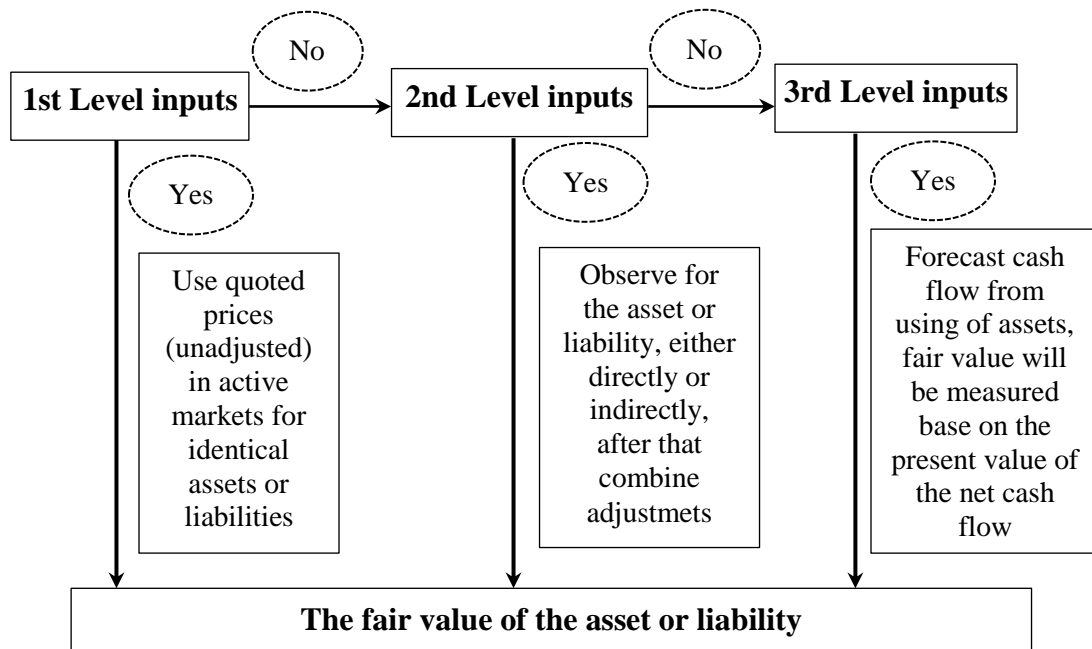 No
No
1st Level inputs
2nd Level inputs
3rd Level inputs
Yes
Yes
Yes
Use quoted
prices
(unadjusted)
in active
markets for
identical
assets or
liabilities
Observe for
the asset or
liability, either
directly or
indirectly,
after that
combine
adjustmets
Forecast cash
flow from
using of assets,
fair value will
be measured
base on the
present value of
the net cash
flow
The fair value of the asset or liability